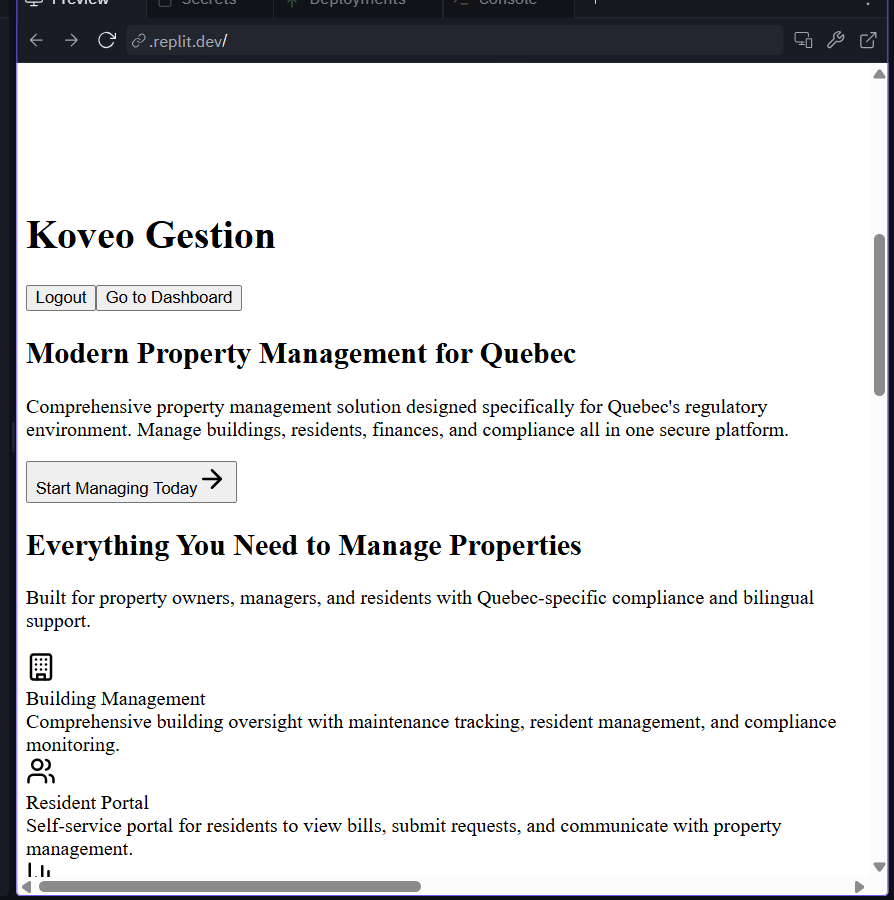 Preview
Secrets
Deployments
Console
.replit.dev/
Koveo Gestion
Logout
Go to Dashboard
Modern Property Management for Quebec
Comprehensive property management solution designed specifically for Quebec's regulatory
environment. Manage buildings, residents, finances, and compliance all in one secure platform.
Start Managing Today
Everything You Need to Manage Properties
Built for property owners, managers, and residents with Quebec-specific compliance and bilingual
support.
Building Management
Comprehensive building oversight with maintenance tracking, resident management, and compliance
monitoring.
Resident Portal
Self-service portal for residents to view bills, submit requests, and communicate with property
management.